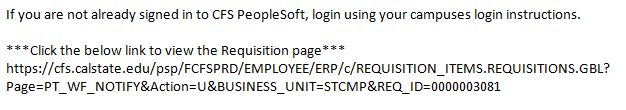 If you are not already signed in to CFS PeopleSoft, login using your campuses login instructions.
***Click the below link to view the Requisition page***
https://cfs.calstate.edu/psp/FCFSPRD/EMPLOYEE/ERP/c/REQUISITION_ITEMS.REQUISITIONS.GBL?
Page=PT_WF_NOTIFY&Action=U&BUSINESS_UNIT=STCMP&REQ_ID=0000003081